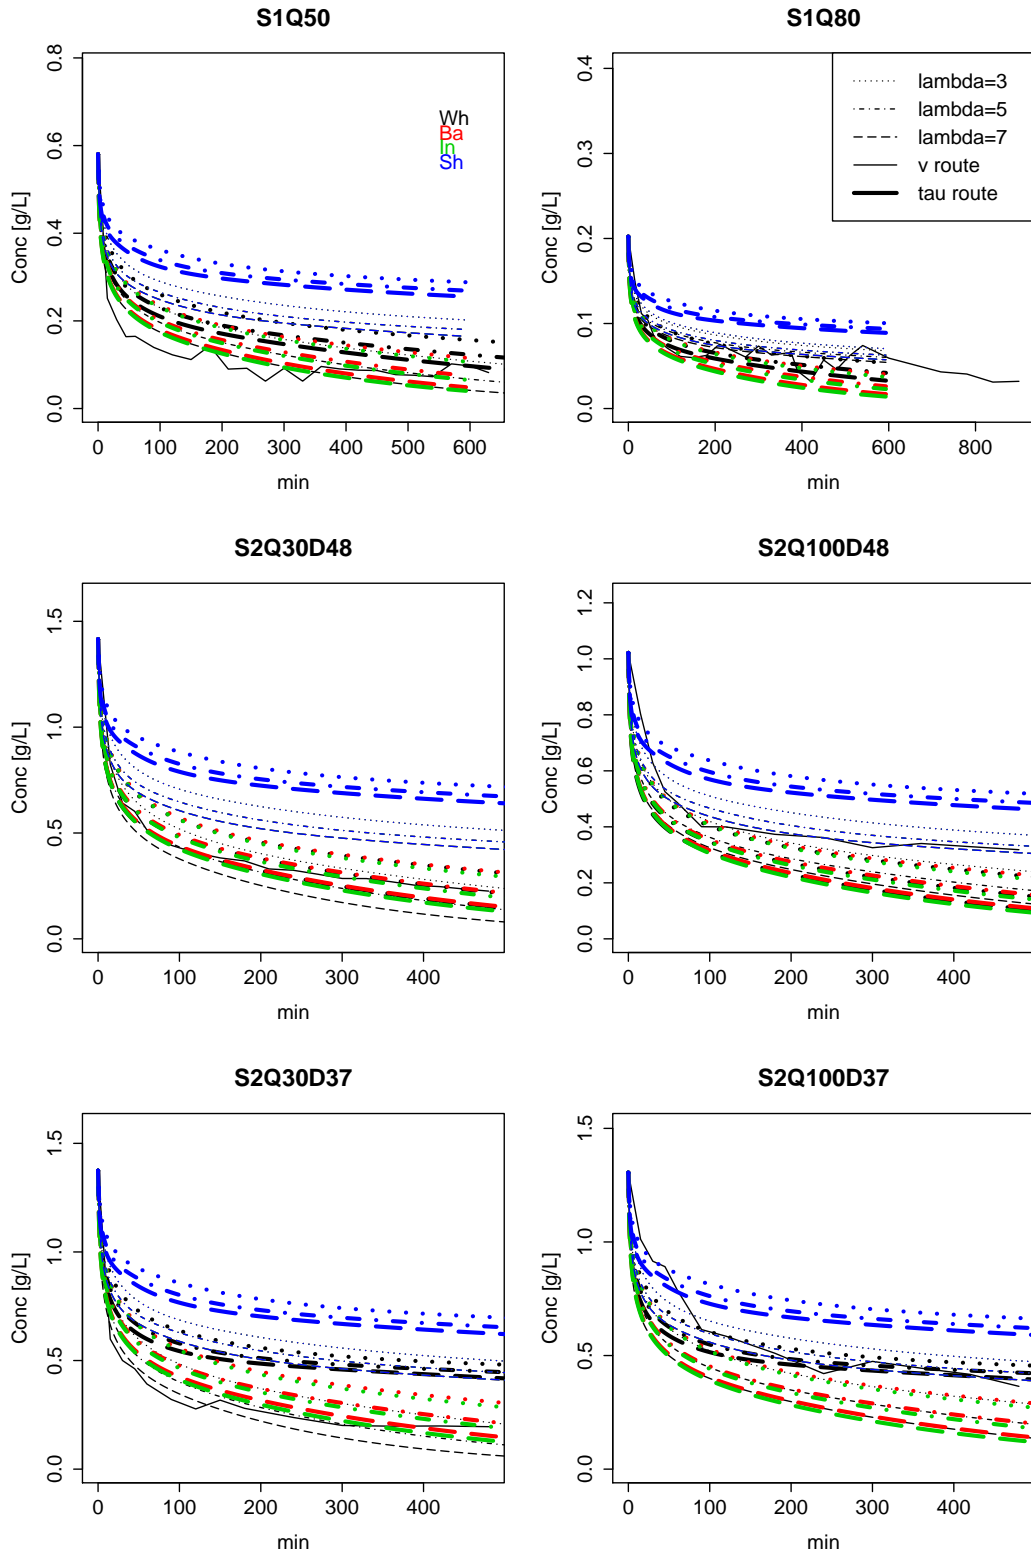 S1Q50
S1Q80
Conc [g/L]
0.0 0.2 0.4 0.6 0.8
0 100 200 300 400 500 600
min
Wh
Ba
In
Sh
Conc [g/L]
0.0 0.1 0.2 0.3 0.4
0 200 400 600 800
min
lambda=3
lambda=5
lambda=7
v route
tau route
S2Q30D48
S2Q100D48
Conc [g/L]
0.0 0.5 1.0 1.5
0 100 200 300 400
min
Conc [g/L]
0.0 0.2 0.4 0.6 0.8 1.0 1.2
0 100 200 300 400
min
S2Q30D37
S2Q100D37
Conc [g/L]
0.0 0.5 1.0 1.5
0 100 200 300 400
min
Conc [g/L]
0.0 0.5 1.0 1.5
0 100 200 300 400
min